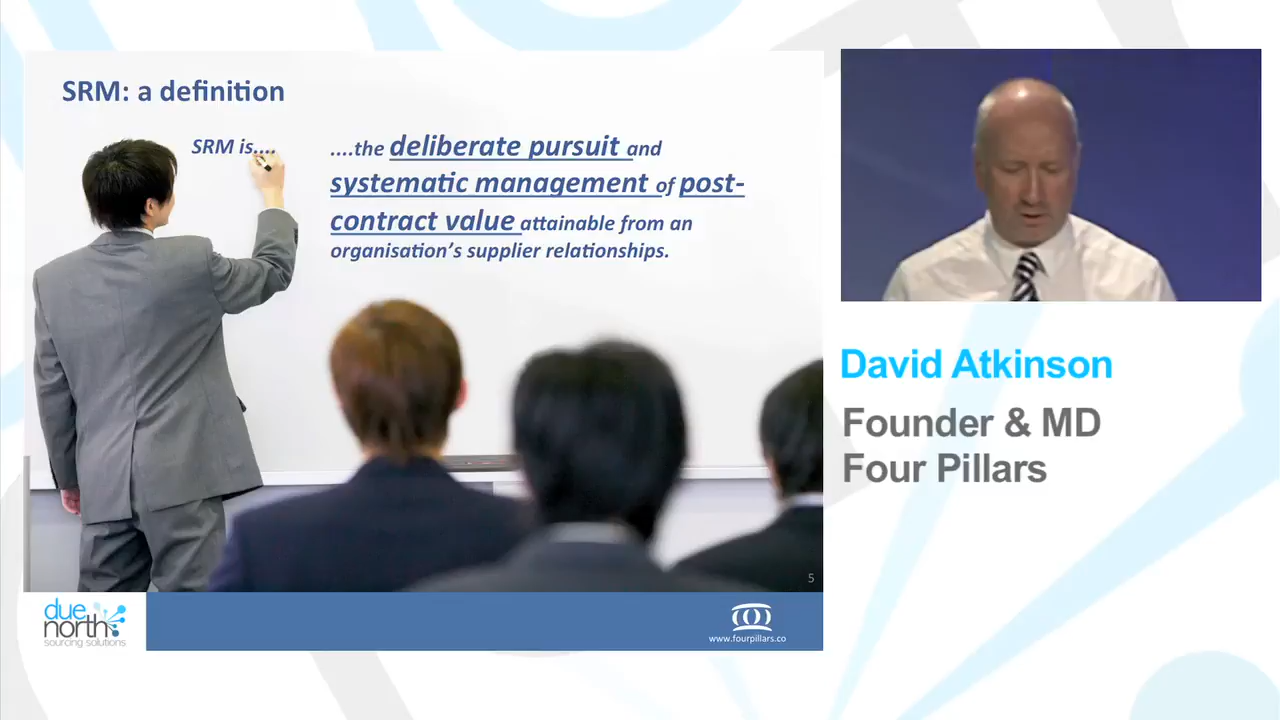 SRM: a definition
SRM is....
....the deliberate pursuit and
systematic management of post-
contract value attainable from an
organisation's supplier relationships.
5
due
north
sourcing solutions
www.fourpillars.co
David Atkinson
Founder & MD
Four Pillars